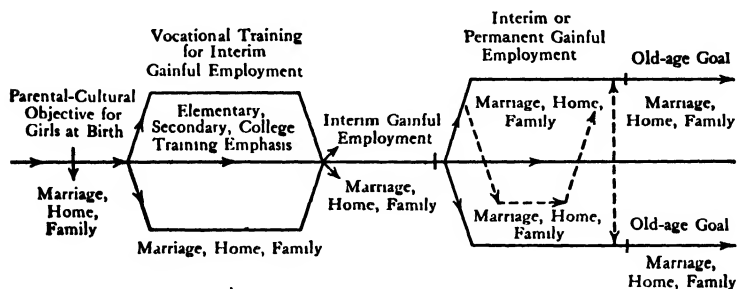 Vocational Training
for Interim
Gainful Employment
Interim or
Permanent Gainful
Employment
Old-age Goal
Parental-Cultural
Objective for
Girls at Birth
Elementary,
Secondary, College
Training Emphasis
Interim Gainful
Employment
Marriage, Home,
Family
Marriage,
Home, Family
Marriage,
Home,
Family
Marriage,
Home, Family
Marriage, Home,
Family
Marriage, Home, Family
Old-age Goal
Marriage,
Home, Family